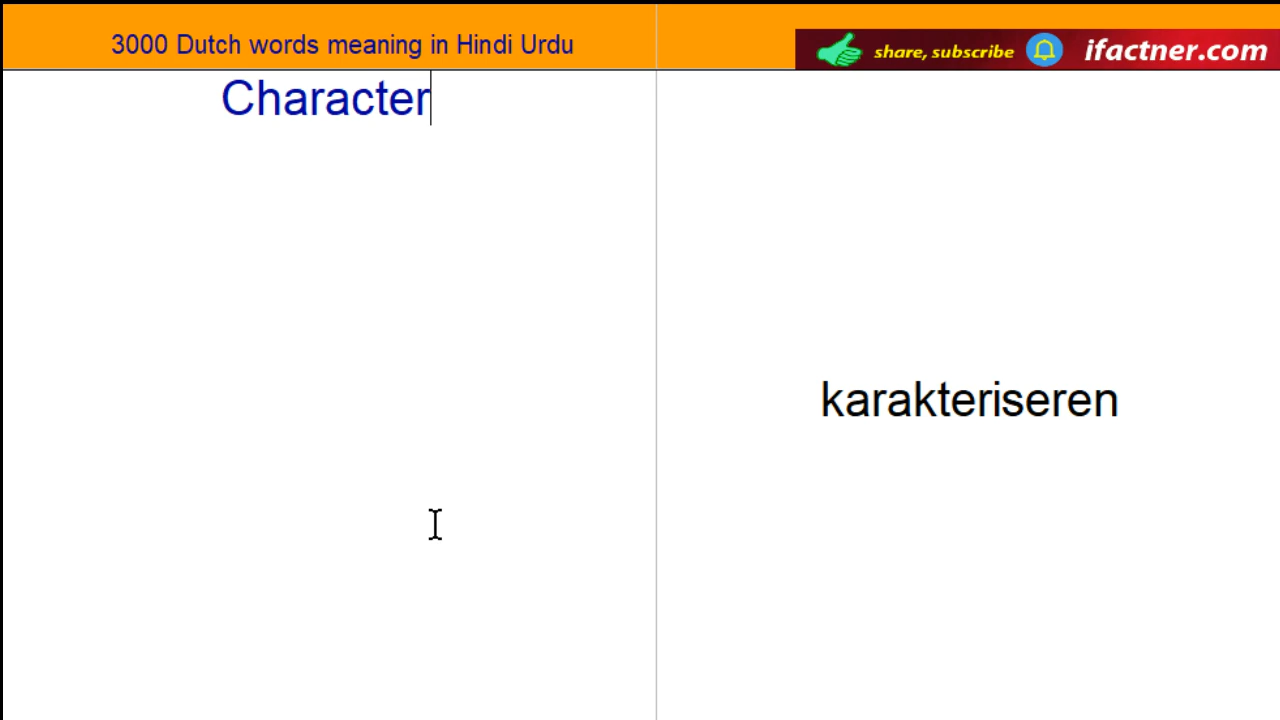 3000 Dutch words meaning in Hindi Urdu
share, subscribe
ifactner.com
Character
karakteriseren